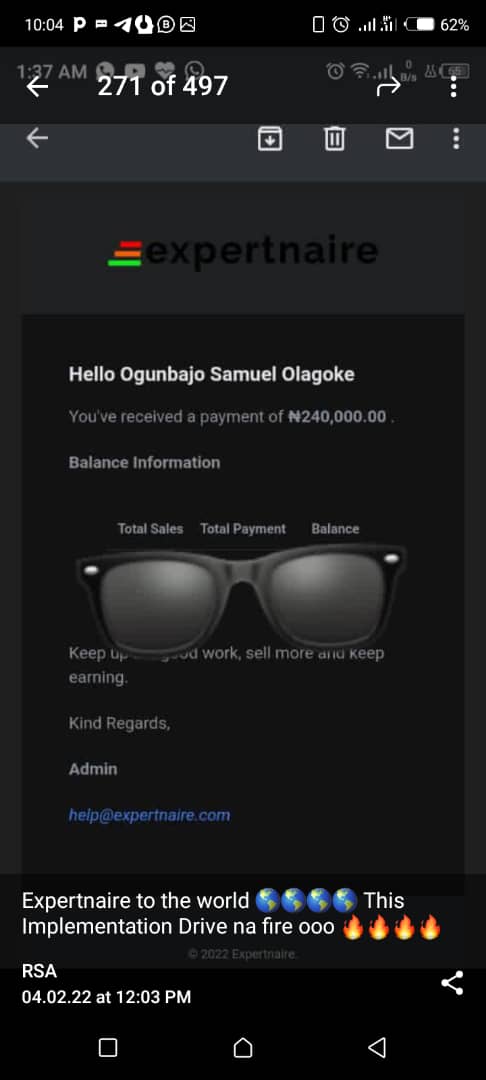 10:04 62%
1:37 AM 0 B/s 65
271 of 497
expertnaire
Hello Ogunbajo Samuel Olagoke
You've received a payment of ₦240,000.00 .
Balance Information
Total Sales Total Payment Balance
Keep work, sell more and keep
earning.
Kind Regards,
Admin
help@expertnaire.com
Expertnaire to the world 🌎🌎🌎🌎 This
Implementation Drive na fire ooo 🔥🔥🔥🔥
© 2022 Expertnaire.
RSA
04.02.22 at 12:03 PM